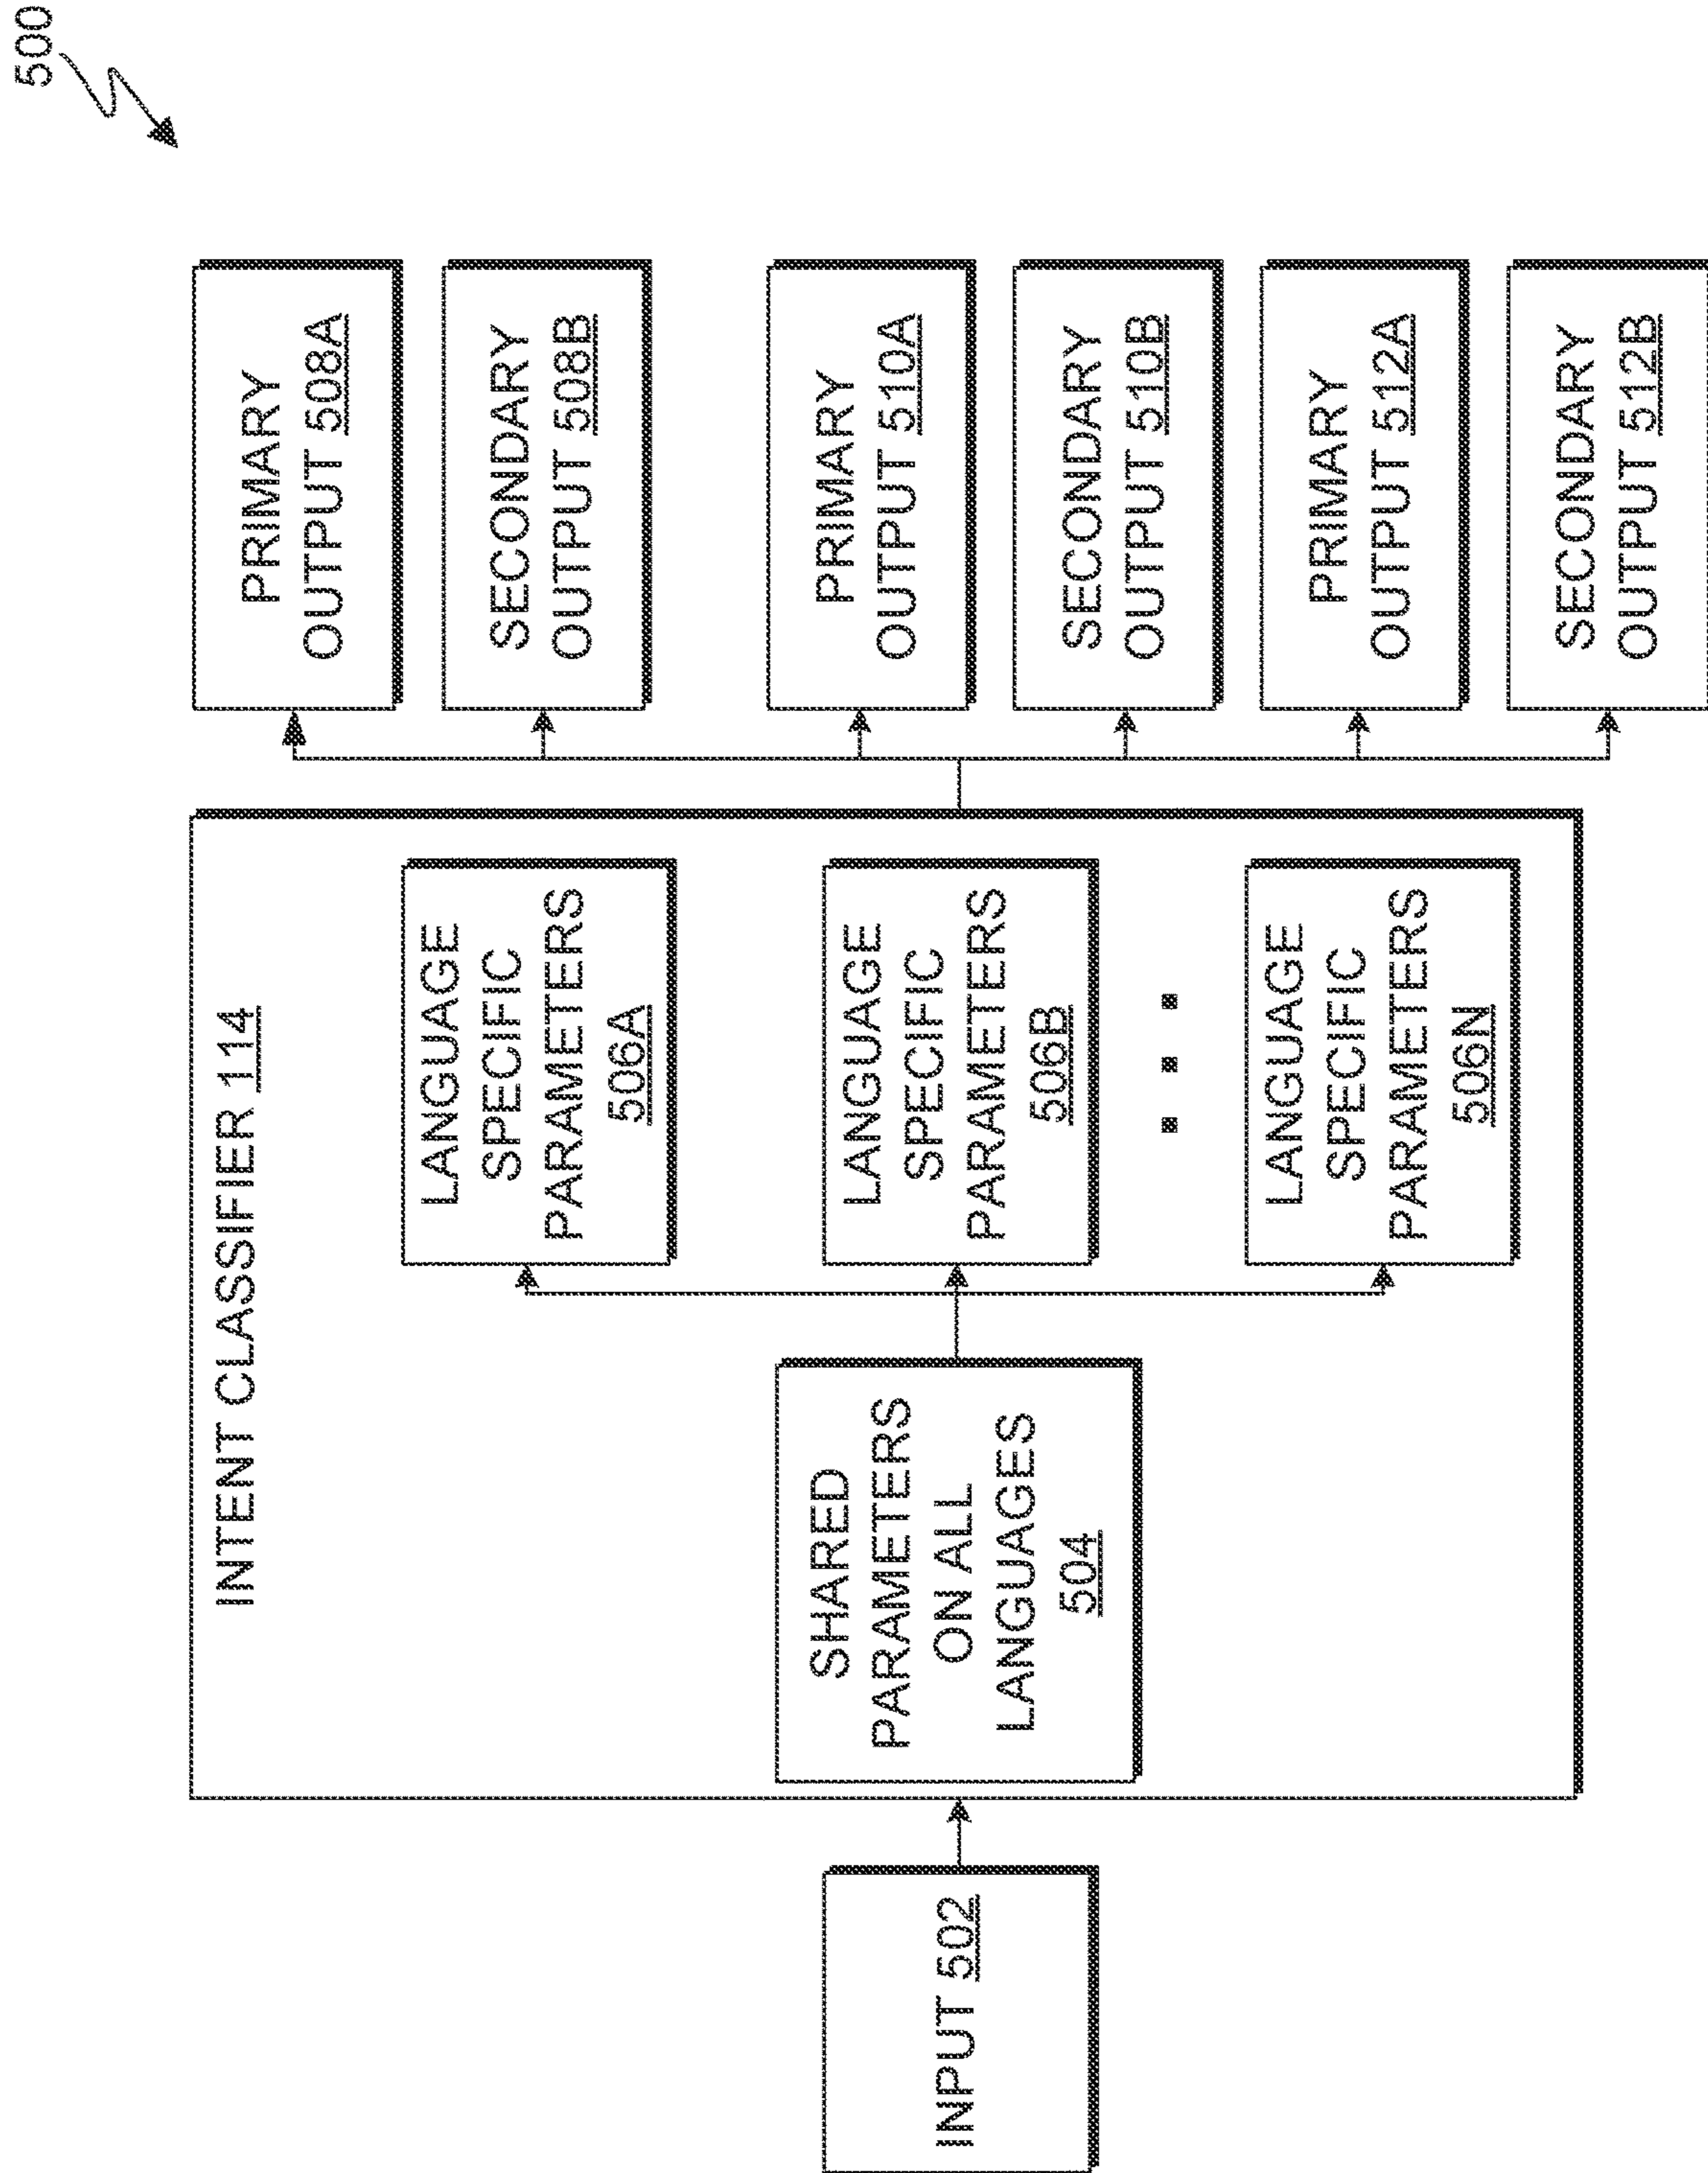 500
INPUT 502
INTENT CLASSIFIER 114
SHARED
PARAMETERS
ON ALL
LANGUAGES
504
LANGUAGE
SPECIFIC
PARAMETERS
506A
LANGUAGE
SPECIFIC
PARAMETERS
506B
LANGUAGE
SPECIFIC
PARAMETERS
506N
PRIMARY
OUTPUT 508A
SECONDARY
OUTPUT 508B
PRIMARY
OUTPUT 510A
SECONDARY
OUTPUT 510B
PRIMARY
OUTPUT 512A
SECONDARY
OUTPUT 512B